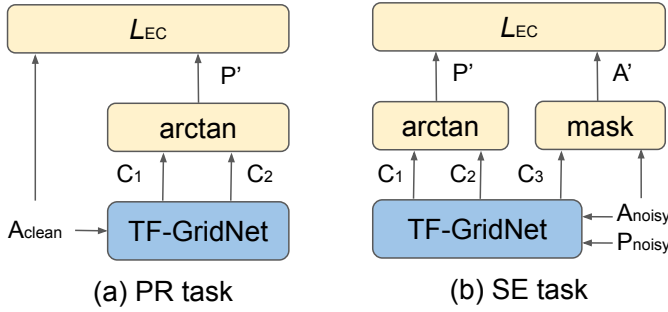 LEC
P'
arctan
C1
C2
Aclean
TF-GridNet
(a) PR task
LEC
P'
A'
arctan
mask
C1
C2
C3
TF-GridNet
Anoisy
Pnoisy
(b) SE task